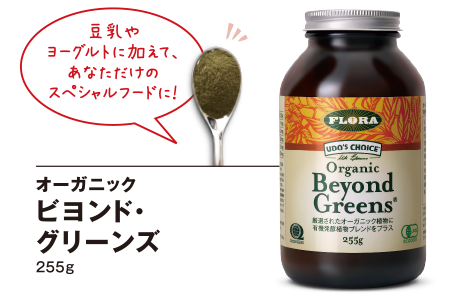 豆乳や
ヨーグルトに加えて、
あなただけの
スペシャルフードに!
オーガニック
ビヨンド・
グリーンズ
255g
FLORA
UDO'S CHOICE
Organic
Beyond
Greens®
厳選されたオーガニック植物に
有機発酵植物ブレンドをプラス
255g